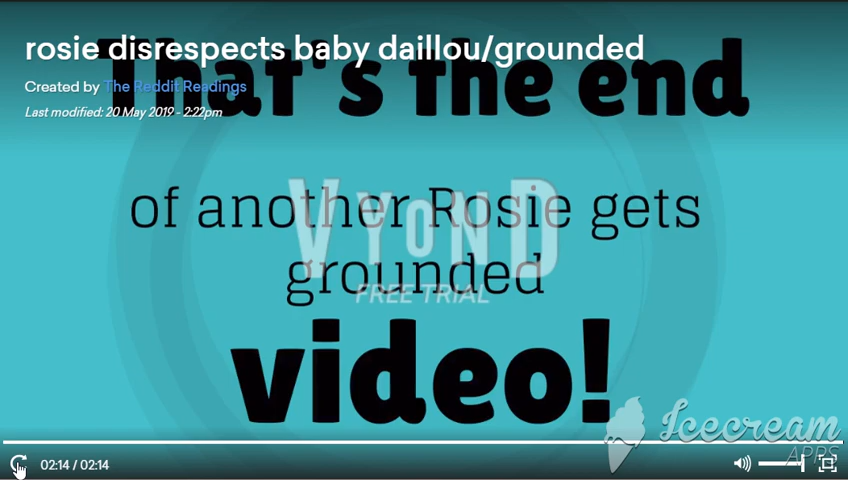 rosie disrespects baby daillou/grounded
Created by The Reddit Readings
Last modified: 20 May 2019 - 2:22pm
That's the end
of another Rosie gets
grounded
video!
VYOND
FREE TRIAL
Icecream
APPS
02:14 / 02:14